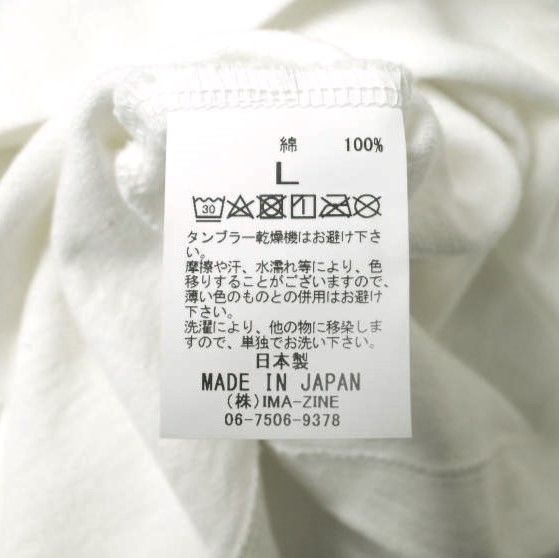 綿 100%
L
30
タンブラー乾燥機はお避け下さ
い。
摩擦や汗、水濡れ等により、色
移りすることがございますので、
薄い色のものとの併用はお避け
下さい。
洗濯により、他の物に移染しま
すので、単独でお洗い下さい。
日本製
MADE IN JAPAN
(株)IMA-ZINE
06-7506-9378